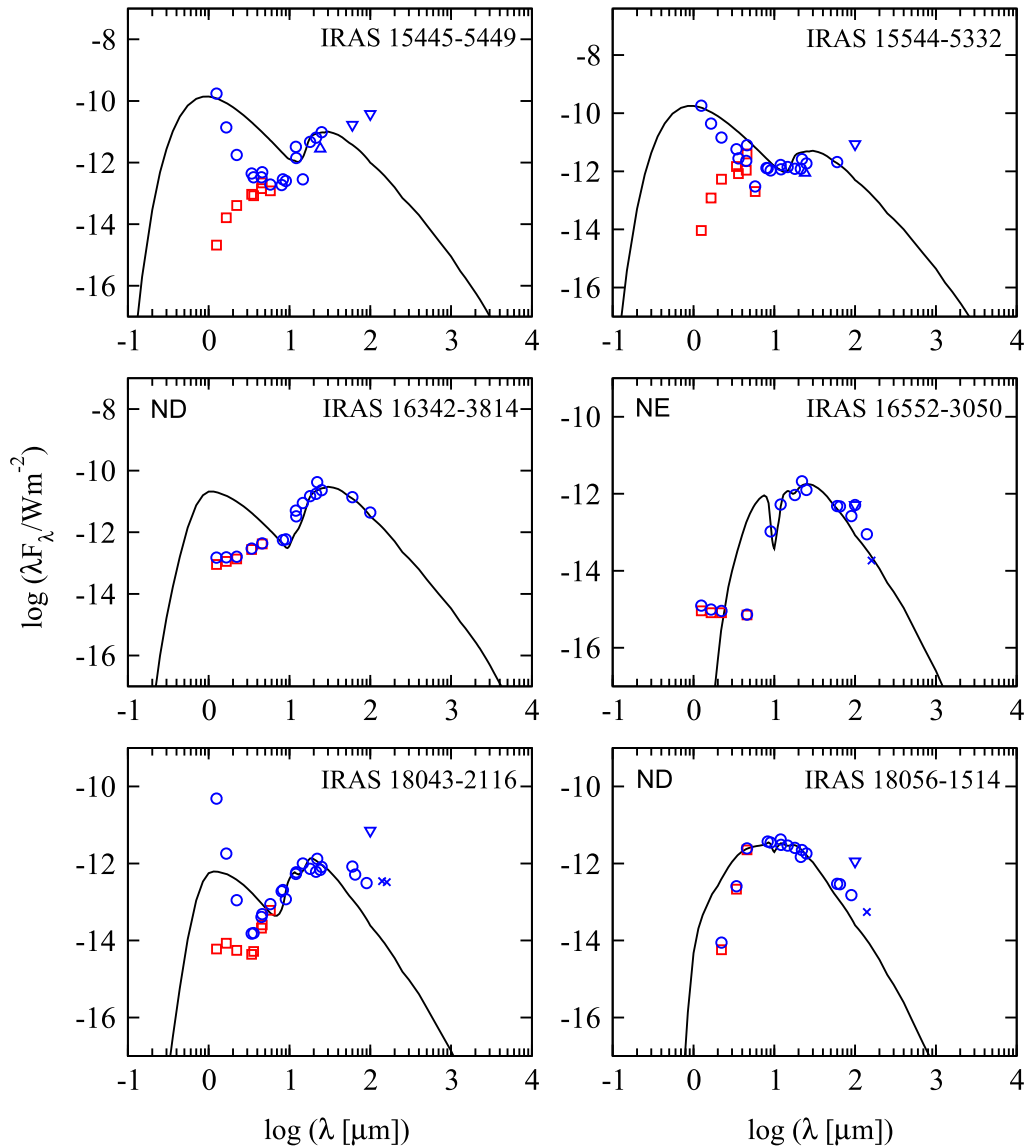 IRAS 15445-5449
-8
-10
-12
-14
-16
-1 0 1 2 3 4
IRAS 15544-5332
-8
-10
-12
-14
-16
-1 0 1 2 3 4
ND IRAS 16342-3814
-8
-10
-12
-14
-16
-1 0 1 2 3 4
NE IRAS 16552-3050
-10
-12
-14
-16
-1 0 1 2 3 4
IRAS 18043-2116
-10
-12
-14
-16
-1 0 1 2 3 4
ND IRAS 18056-1514
-10
-12
-14
-16
-1 0 1 2 3 4
log (λF_λ/Wm^-2)
log (λ [μm])
log (λ [μm])